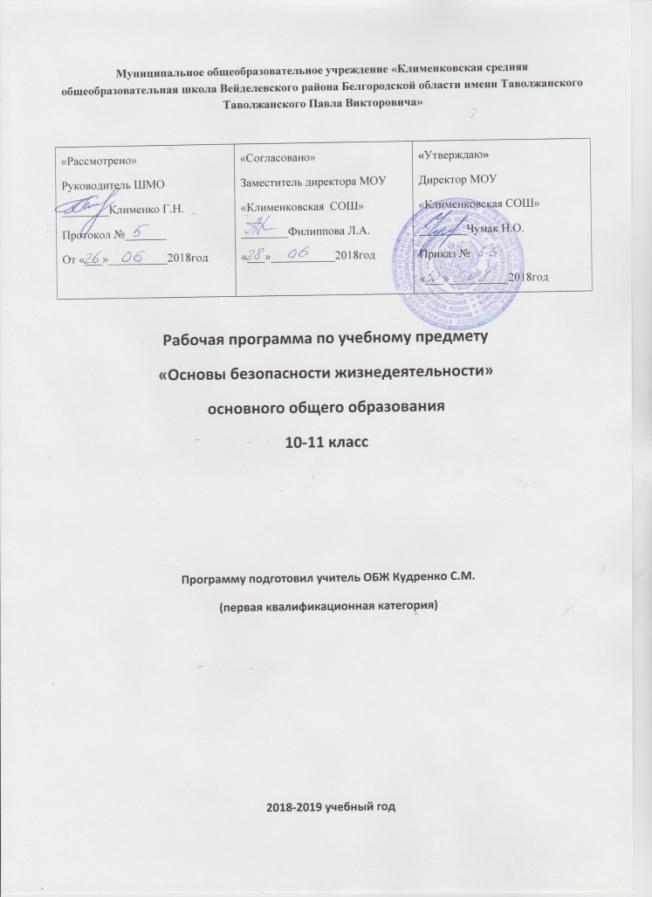 Муниципальное общеобразовательное учреждение «Клименковская средняя
общеобразовательная школа Вейделевского района Белгородской области имени Таволжанского
Таволжанского Павла Викторовича»
«Рассмотрено»
Руководитель ШМО
________Клименко Г.Н.
Протокол № 5
От «26» 06 2018год
«Согласовано»
Заместитель директора МОУ
«Клименковская СОШ»
________Филиппова Л.А.
«28» 06 2018год
«Утверждаю»
Директор МОУ
«Клименковская СОШ»
________Чумак Н.О.
Приказ №
2018год
Рабочая программа по учебному предмету
«Основы безопасности жизнедеятельности»
основного общего образования
10-11 класс
Программу подготовил учитель ОБЖ Кудренко С.М.
(первая квалификационная категория)
2018-2019 учебный год